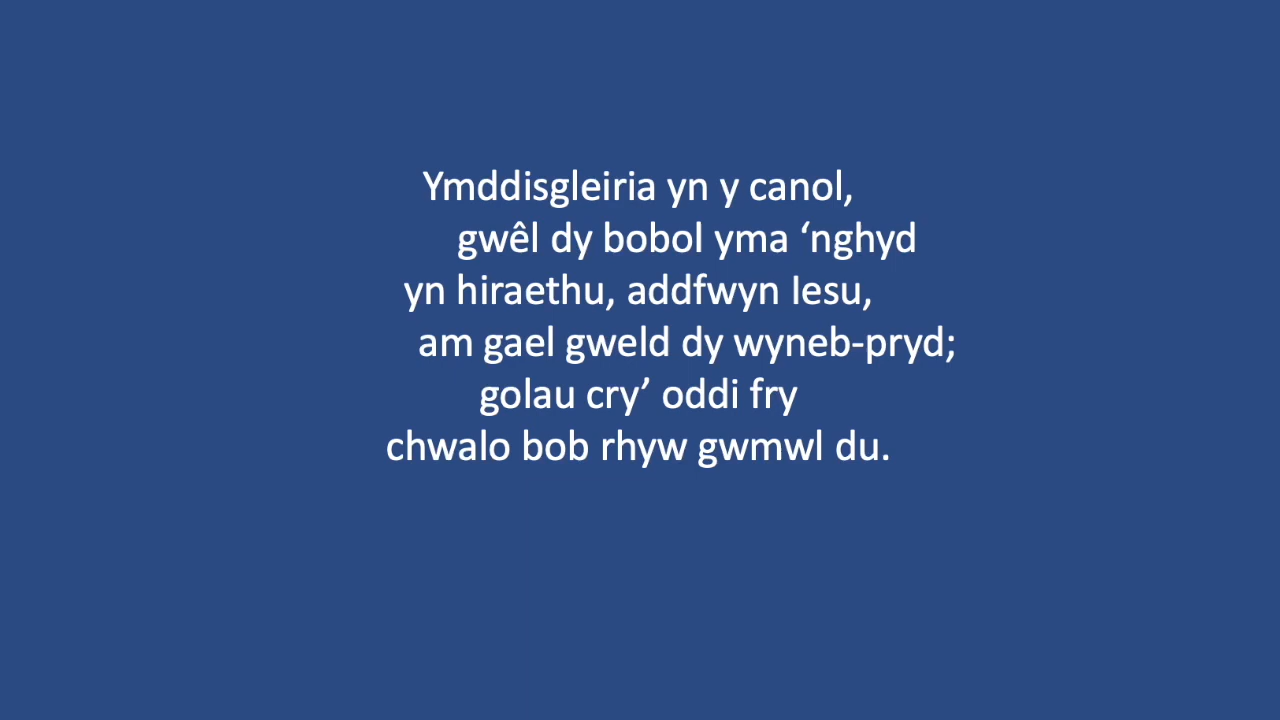 Ymddisgleiria yn y canol,
gwêl dy bobol yma ‘nghyd
yn hiraethu, addfwyn Iesu,
am gael gweld dy wyneb-pryd;
golau cry’ oddi fry
chwalo bob rhyw gwmwl du.